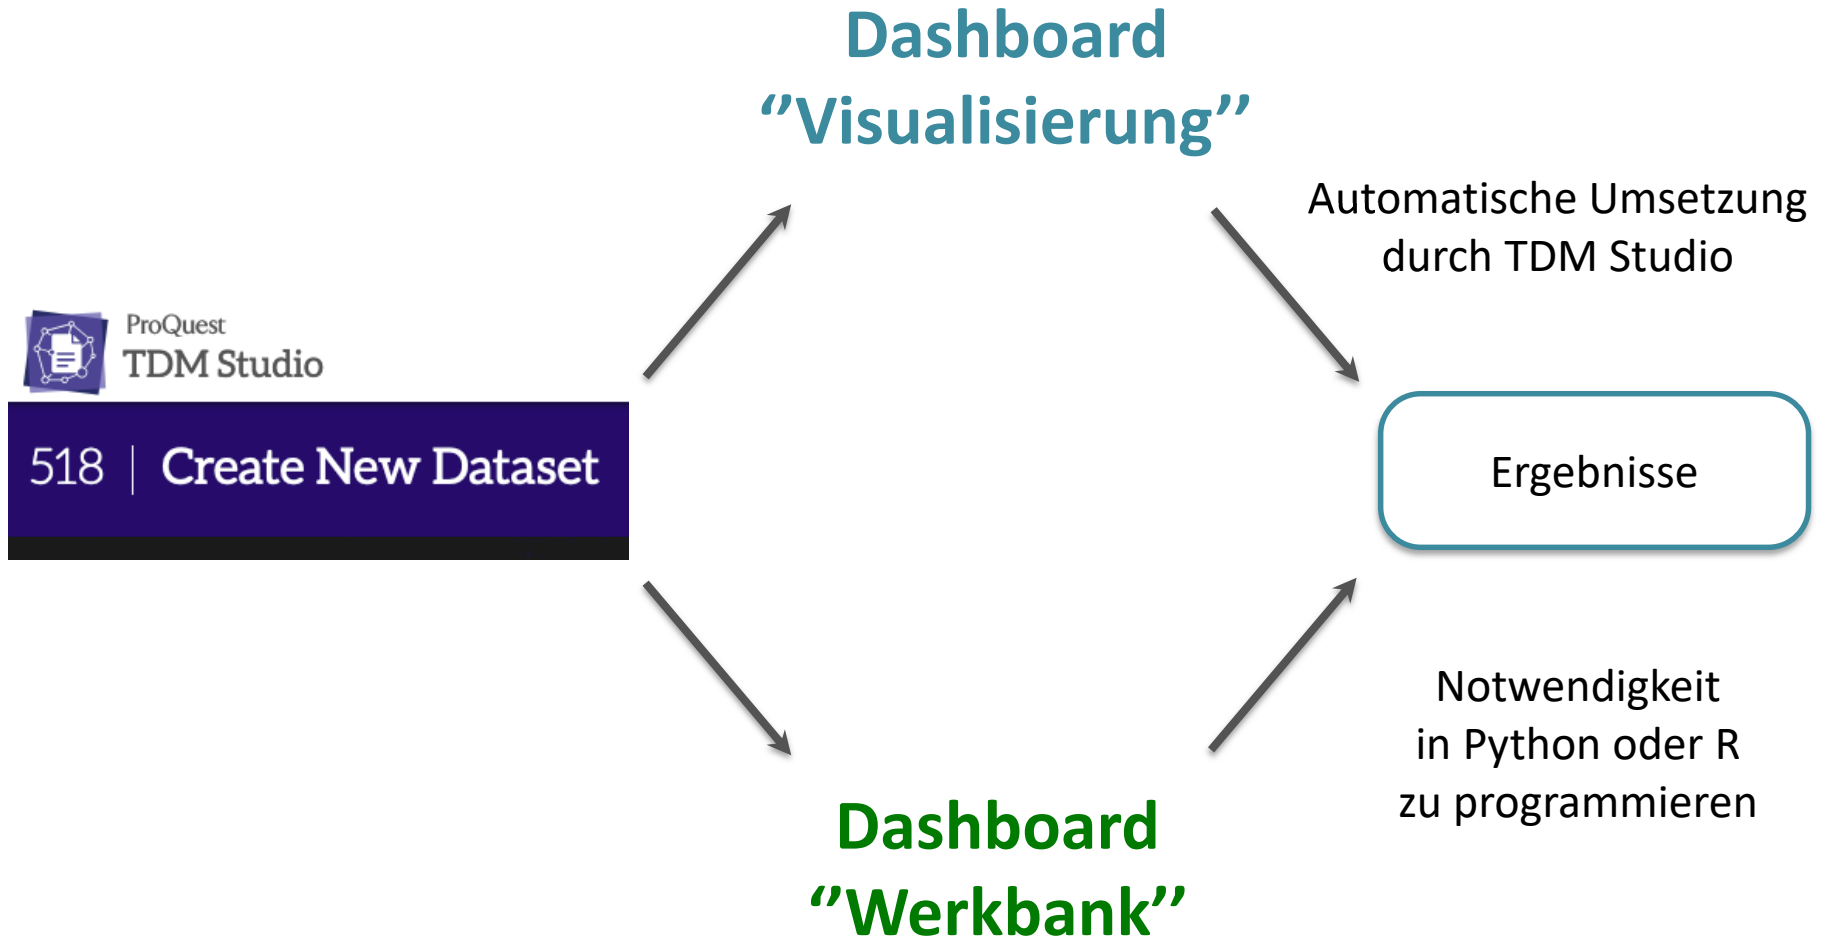 Dashboard
‘’Visualisierung’’
Automatische Umsetzung
durch TDM Studio
ProQuest
TDM Studio
518 | Create New Dataset
Ergebnisse
Notwendigkeit
in Python oder R
zu programmieren
Dashboard
‘’Werkbank’’